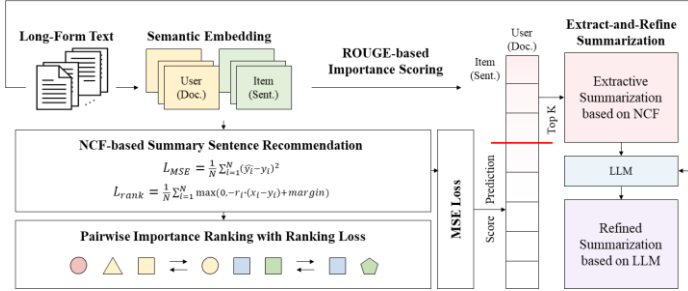 Long-Form Text
Semantic Embedding
User
(Doc.)
Item
(Sent.)
ROUGE-based
Importance Scoring
User
(Doc.)
Item
(Sent.)
Top K
Score Prediction
Extract-and-Refine
Summarization
Extractive
Summarization
based on NCF
LLM
Refined
Summarization
based on LLM
NCF-based Summary Sentence Recommendation
L_{MSE} = \frac{1}{N} \sum_{i=1}^{N} (\hat{y_i} - y_i)^2
L_{rank} = \frac{1}{N} \sum_{i=1}^{N} max(0, -r_i \cdot (x_i - y_i) + margin)
Pairwise Importance Ranking with Ranking Loss
MSE Loss